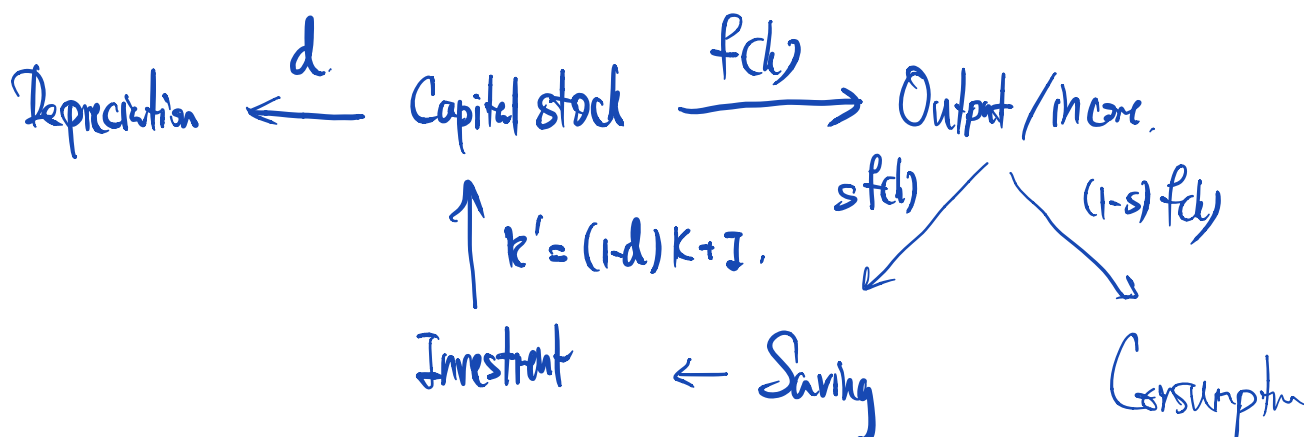 d. f(k)
Depreciation ← Capital stock → Output / income.
s f(k) (1-s) f(k)
k' = (1-d) K + I.
Investment ← Saving Consumption